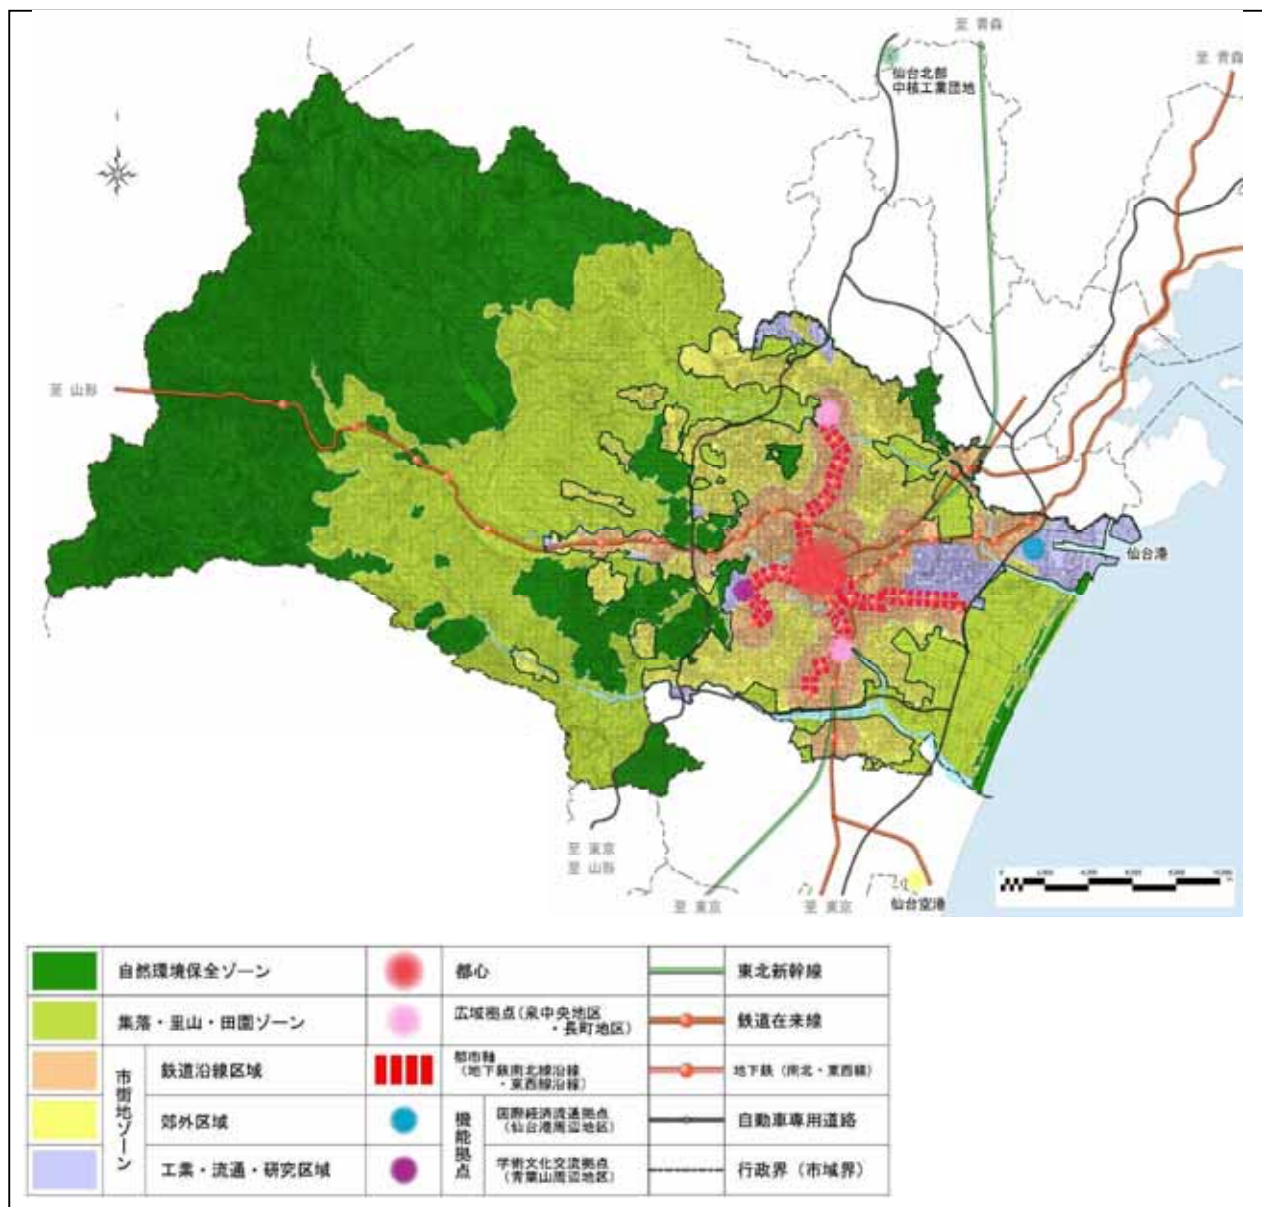 至 青森
至 青森
仙台北部
中核工業団地
至 山形
仙台港
至 東京
至 山形
至 東京
至 東京
仙台空港
自然環境保全ゾーン
都心
東北新幹線
集落・里山・田園ゾーン
広域拠点(泉中央地区
・長町地区)
鉄道在来線
市街地ゾーン
鉄道沿線区域
都市軸
(地下鉄南北線沿線
・東西線沿線)
地下鉄(南北・東西線)
郊外区域
機能拠点
国際経済流通拠点
(仙台港周辺地区)
自動車専用道路
工業・流通・研究区域
学術文化交流拠点
(青葉山周辺地区)
行政界(市域界)